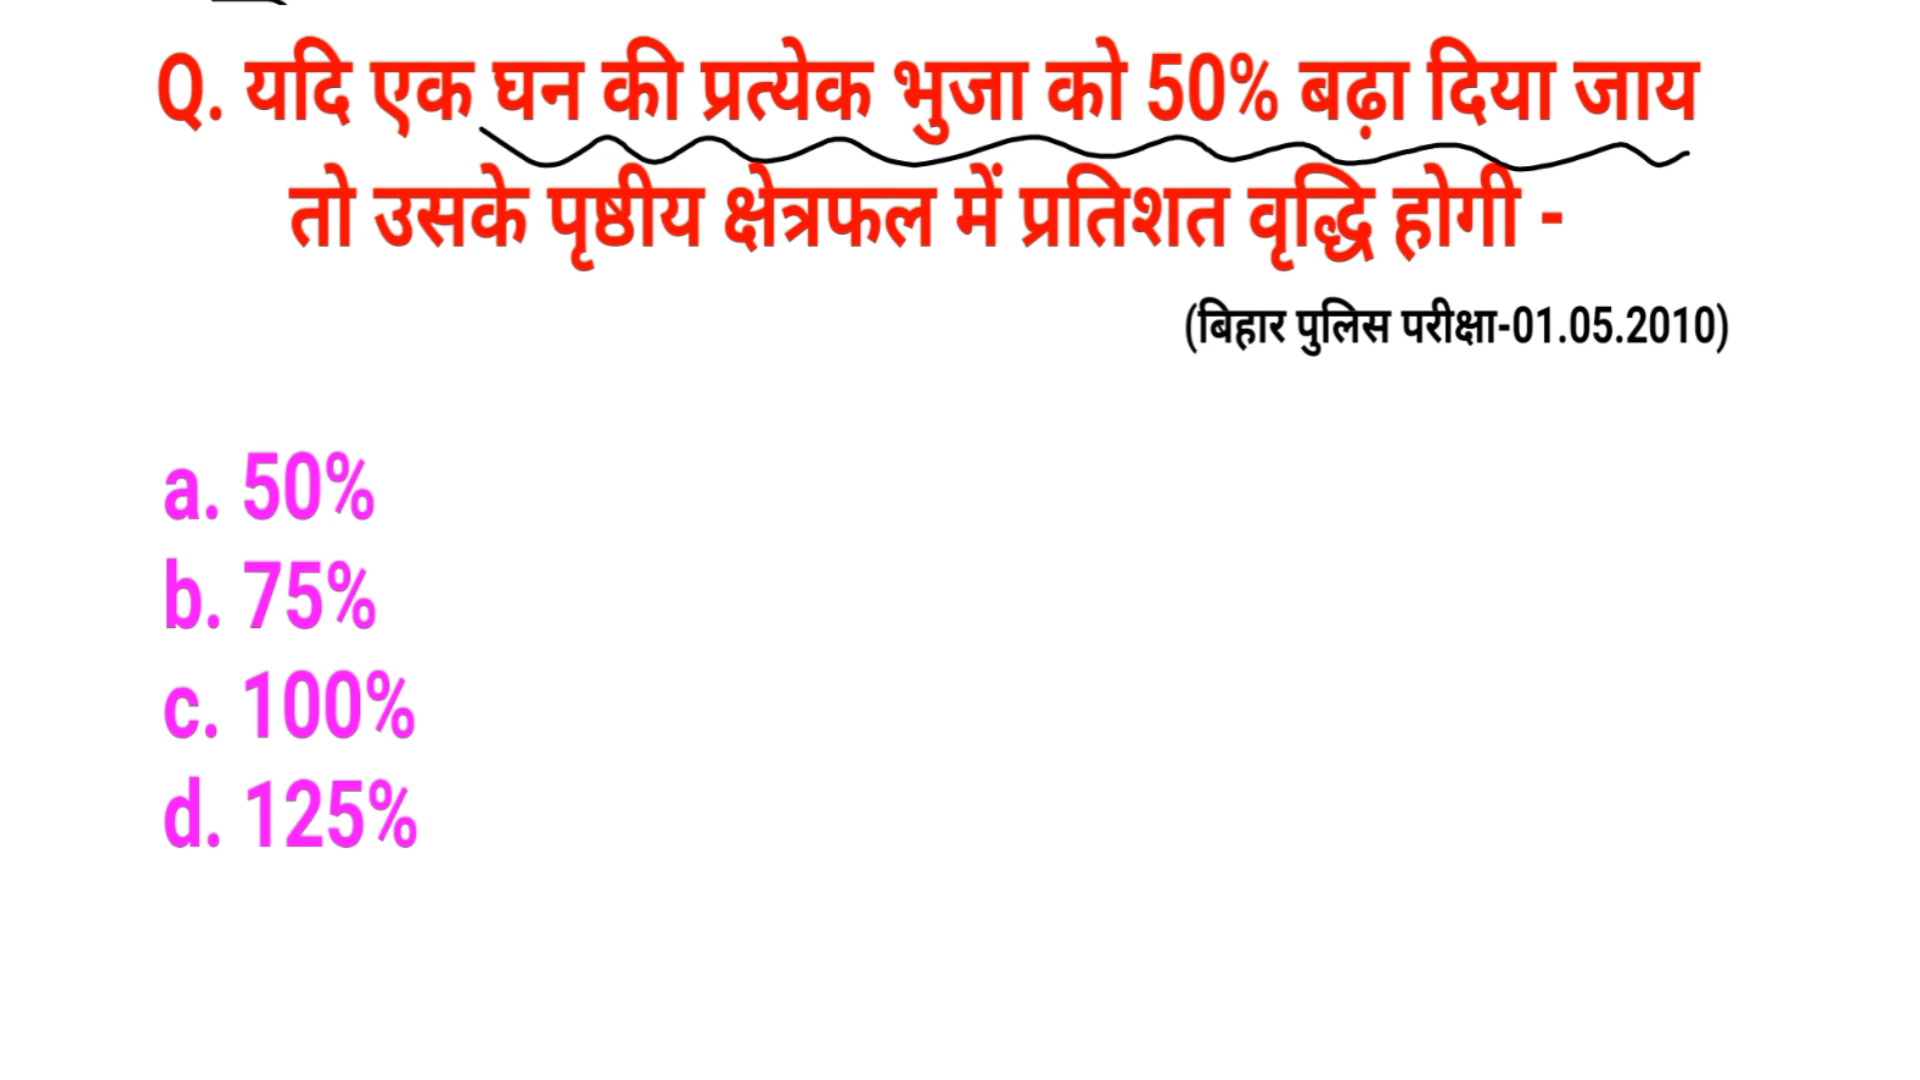 Q. यदि एक घन की प्रत्येक भुजा को 50% बढ़ा दिया जाय
तो उसके पृष्ठीय क्षेत्रफल में प्रतिशत वृद्धि होगी -
(बिहार पुलिस परीक्षा-01.05.2010)
a. 50%
b. 75%
c. 100%
d. 125%